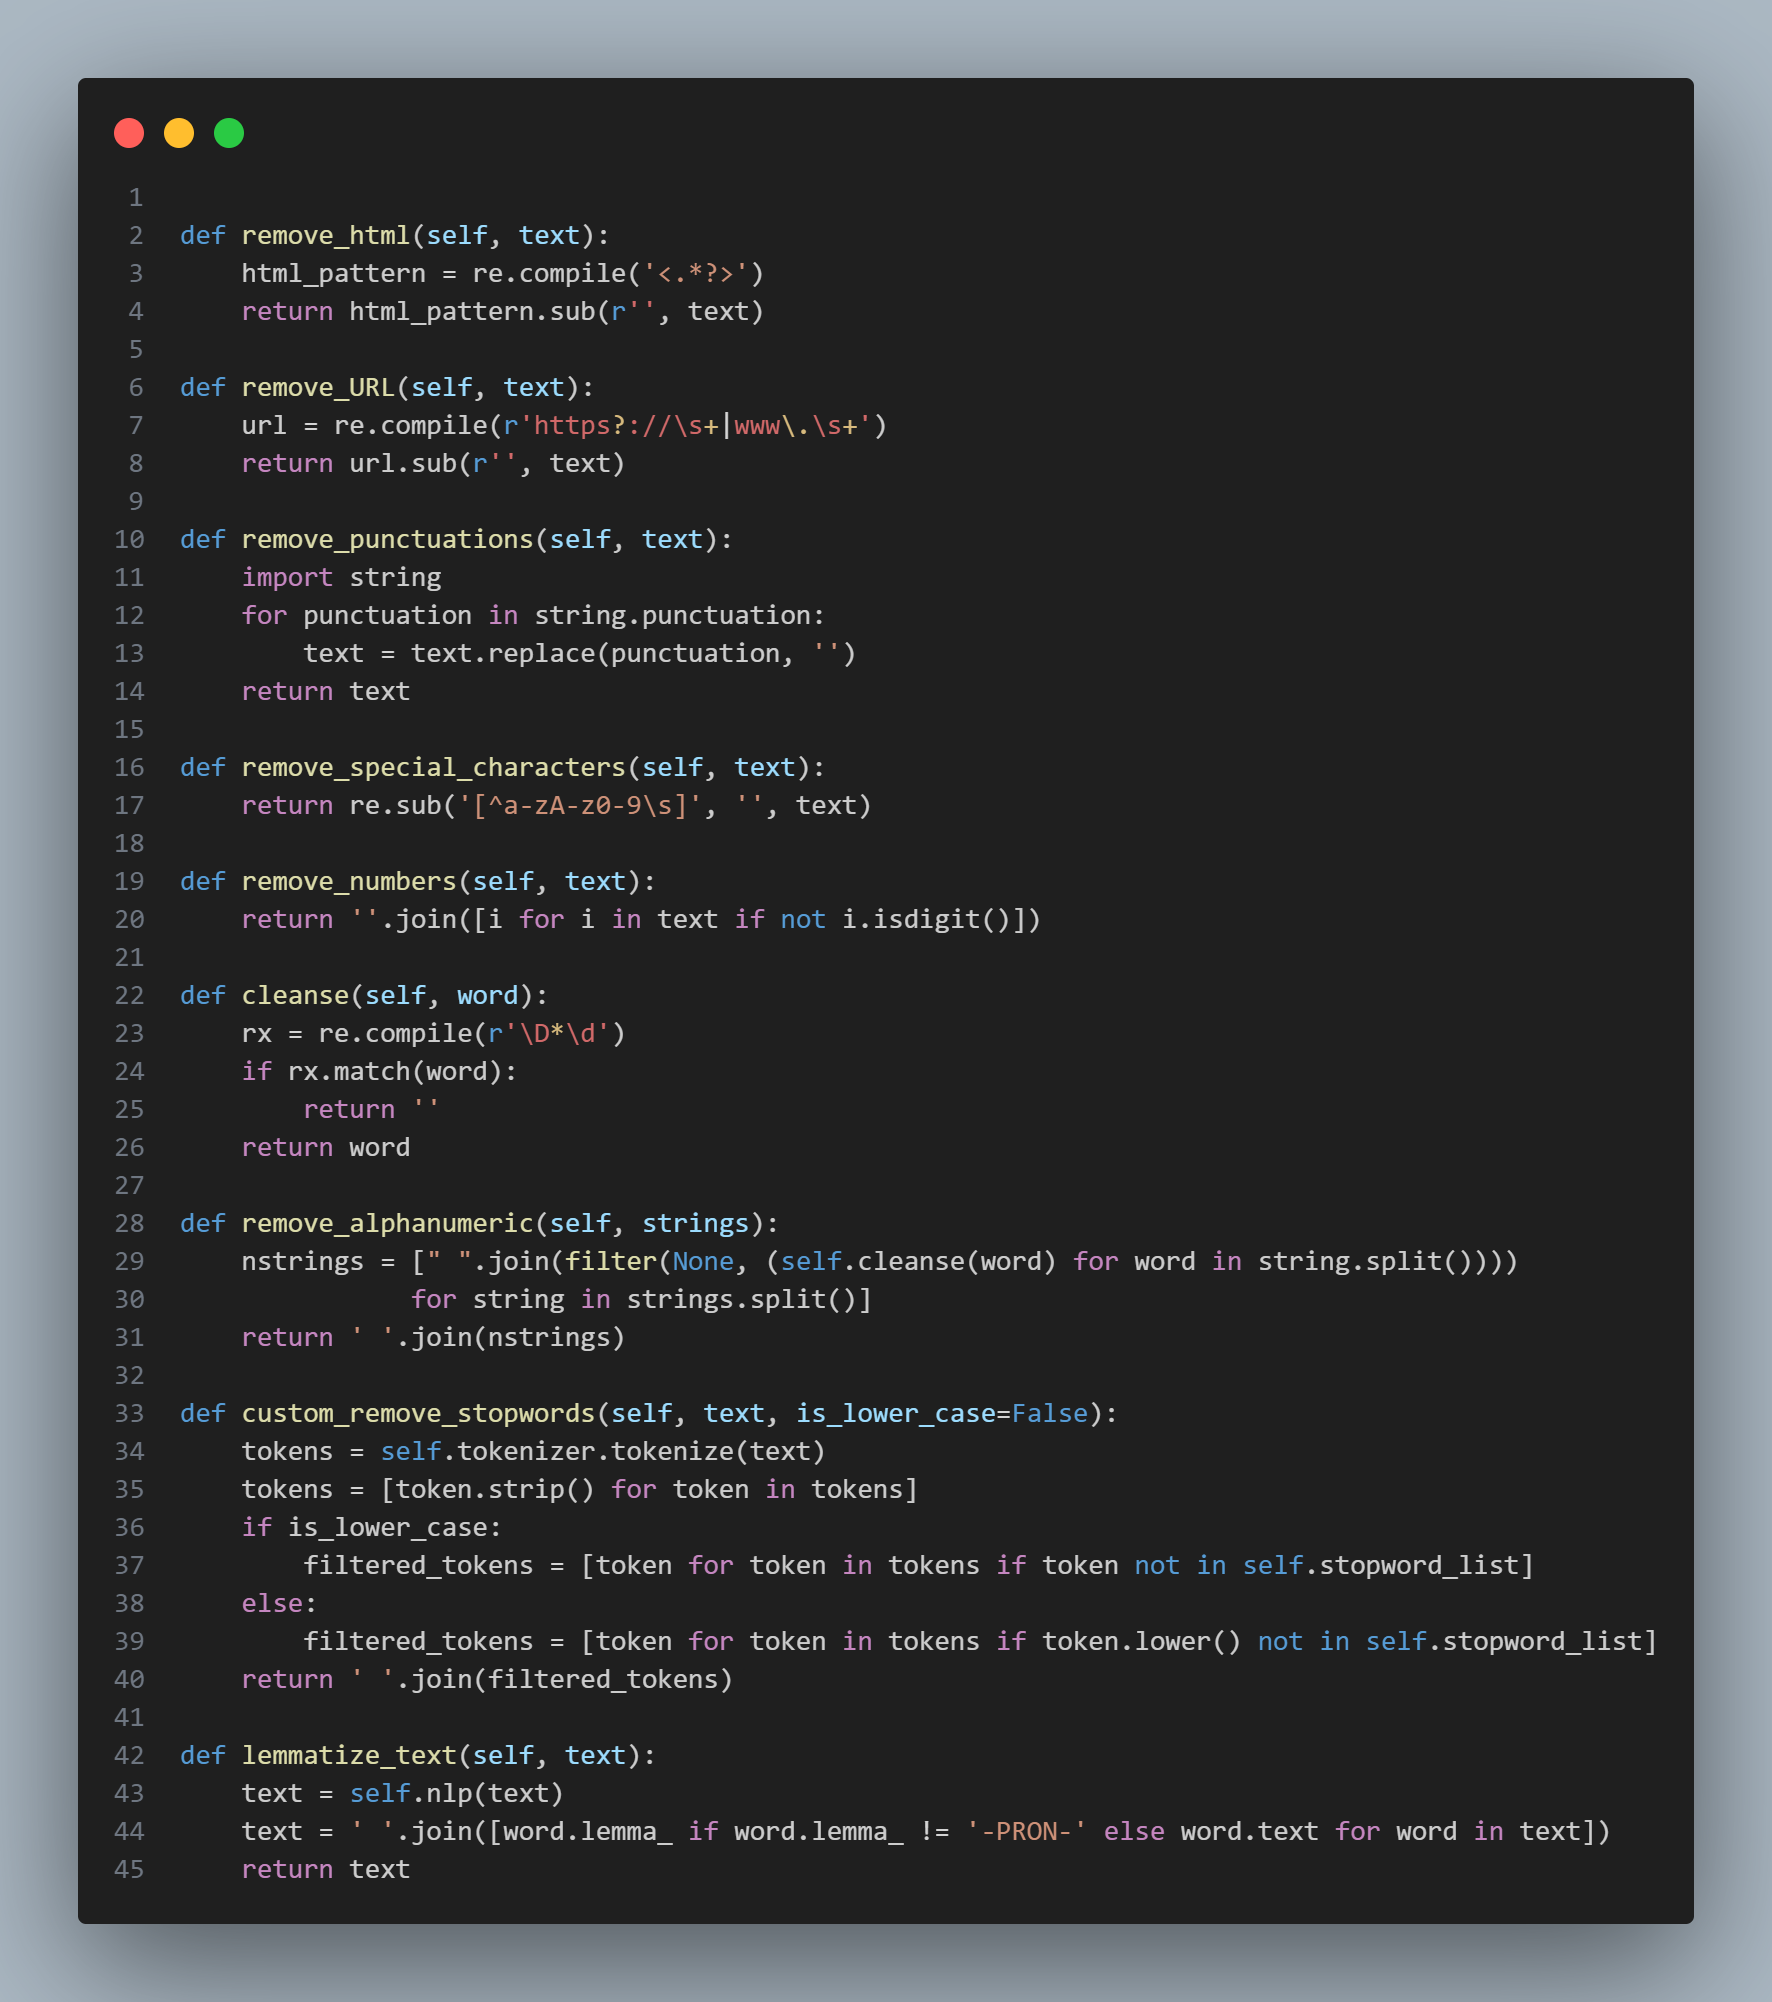 1
2 def remove_html(self, text):
3     html_pattern = re.compile('<.*?>')
4     return html_pattern.sub(r'', text)
5
6 def remove_URL(self, text):
7     url = re.compile(r'https?://\s+|www\.\s+')
8     return url.sub(r'', text)
9
10 def remove_punctuations(self, text):
11     import string
12     for punctuation in string.punctuation:
13         text = text.replace(punctuation, '')
14     return text
15
16 def remove_special_characters(self, text):
17     return re.sub('[^a-zA-z0-9\s]', '', text)
18
19 def remove_numbers(self, text):
20     return ''.join([i for i in text if not i.isdigit()])
21
22 def cleanse(self, word):
23     rx = re.compile(r'\D*\d')
24     if rx.match(word):
25         return ''
26     return word
27
28 def remove_alphanumeric(self, strings):
29     nstrings = [" ".join(filter(None, (self.cleanse(word) for word in string.split())))
30                for string in strings.split()]
31     return ' '.join(nstrings)
32
33 def custom_remove_stopwords(self, text, is_lower_case=False):
34     tokens = self.tokenizer.tokenize(text)
35     tokens = [token.strip() for token in tokens]
36     if is_lower_case:
37         filtered_tokens = [token for token in tokens if token not in self.stopword_list]
38     else:
39         filtered_tokens = [token for token in tokens if token.lower() not in self.stopword_list]
40     return ' '.join(filtered_tokens)
41
42 def lemmatize_text(self, text):
43     text = self.nlp(text)
44     text = ' '.join([word.lemma_ if word.lemma_ != '-PRON-' else word.text for word in text])
45     return text